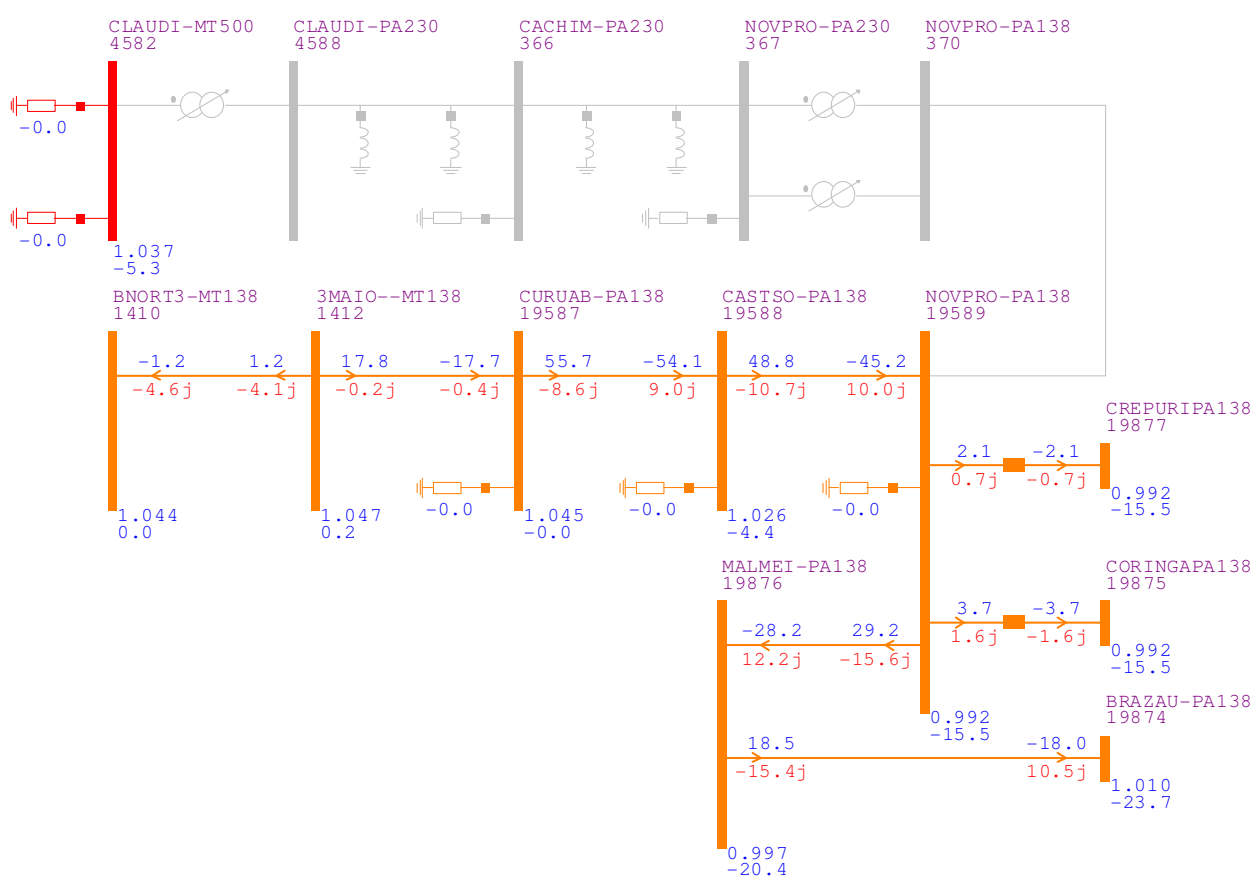 CLAUDI-MT500
4582
CLAUDI-PA230
4588
CACHIM-PA230
366
NOVPRO-PA230
367
NOVPRO-PA138
370
-0.0
-0.0
1.037
-5.3
BNORT3-MT138
1410
3MAIO--MT138
1412
CURUAB-PA138
19587
CASTSO-PA138
19588
NOVPRO-PA138
19589
-1.2
1.2
17.8
-17.7
55.7
-54.1
48.8
-45.2
-4.6j
-4.1j
-0.2j
-0.4j
-8.6j
9.0j
-10.7j
10.0j
CREPURIPA138
19877
2.1
-2.1
0.7j
-0.7j
0.992
-15.5
-0.0
-0.0
-0.0
1.044
0.0
1.047
0.2
1.045
-0.0
1.026
-4.4
MALMEI-PA138
19876
CORINGAPA138
19875
3.7
-3.7
1.6j
-1.6j
0.992
-15.5
-28.2
29.2
12.2j
-15.6j
BRAZAU-PA138
19874
0.992
-15.5
18.5
-18.0
-15.4j
10.5j
1.010
-23.7
0.997
-20.4